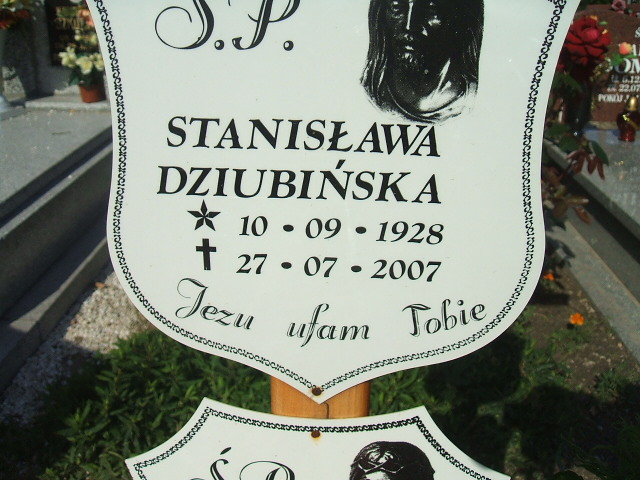 Ś.P.
STANISŁAWA
DZIUBIŃSKA
10 • 09 • 1928
27 • 07 • 2007
Jezu ufam Tobie
Ś.P.